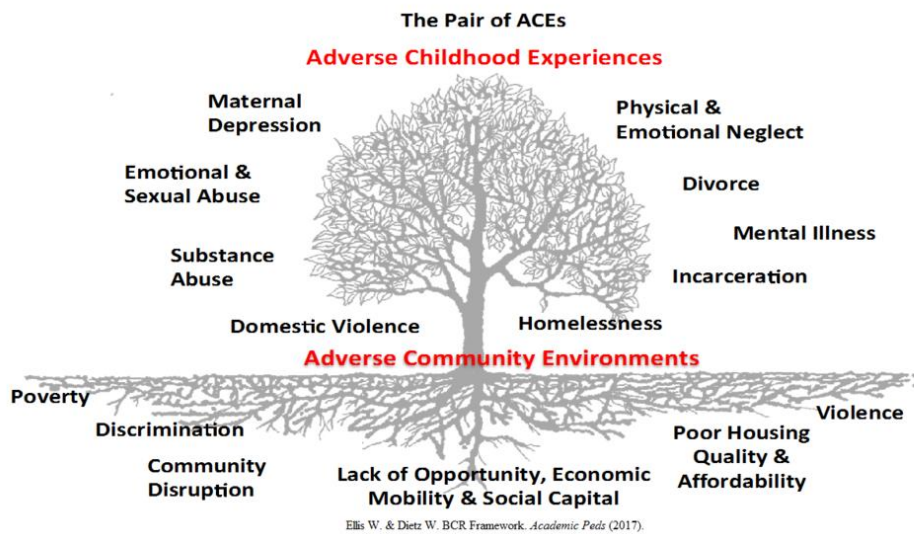 The Pair of ACEs
Adverse Childhood Experiences
Maternal
Depression
Physical &
Emotional Neglect
Emotional &
Sexual Abuse
Divorce
Mental Illness
Substance
Abuse
Incarceration
Domestic Violence
Homelessness
Adverse Community Environments
Poverty
Violence
Discrimination
Poor Housing
Quality &
Affordability
Community
Disruption
Lack of Opportunity, Economic
Mobility & Social Capital
Ellis W. & Dietz W. BCR Framework. Academic Peds (2017).